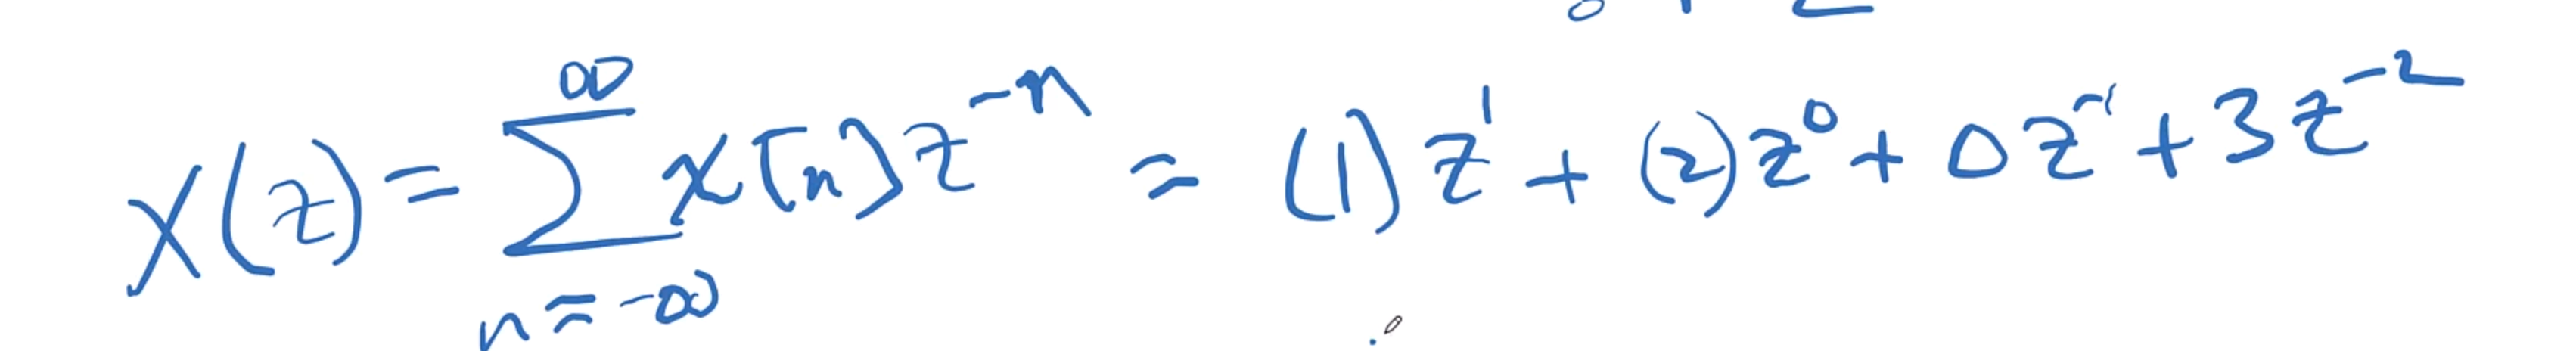 X(z) = ∑_{n=-∞}^{∞} x[n] z^{-n} = (1) z^1 + (2) z^0 + 0 z^{-1} + 3 z^{-2}